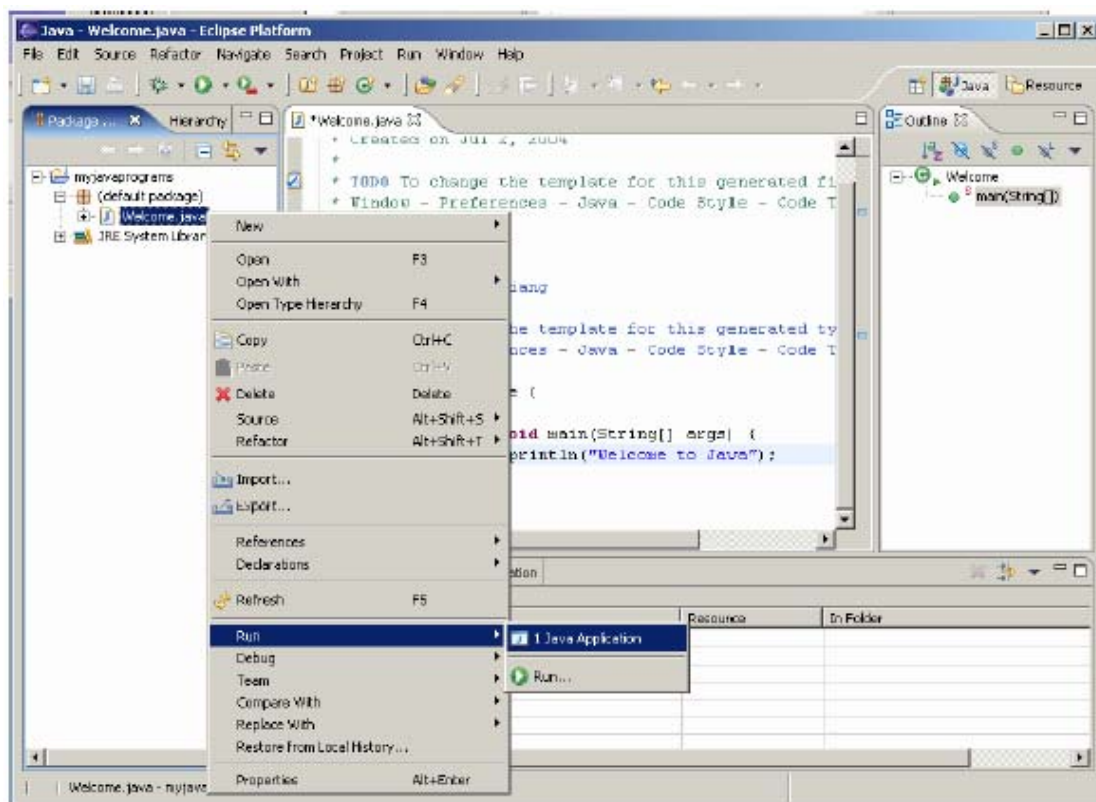 Java - Welcome.java - Eclipse Platform
File Edit Source Refactor Navigate Search Project Run Window Help
Java Resource
Package ... Hierarchy
*Welcome.java
Outline
myjavaprograms
(default package)
Welcome.java
JRE System Librar
* Created on Jul 2, 2004
*
* TODO To change the template for this generated fi
* Window - Preferences - Java - Code Style - Code T
iang
he template for this generated ty
nces - Java - Code Style - Code T
e {
oid main(String[] args) {
println("Welcome to Java");
Welcome
main(String[])
New
Open F3
Open With
Open Type Hierarchy F4
Copy Ctrl+C
Paste Ctrl+V
Delete Delete
Source Alt+Shift+S
Refactor Alt+Shift+T
Import...
Export...
References
Declarations
Refresh F5
Run
Debug
Team
Compare With
Replace With
Restore from Local History...
Properties Alt+Enter
1 Java Application
Run...
ation
Resource In Folder
Welcome.java - myjava